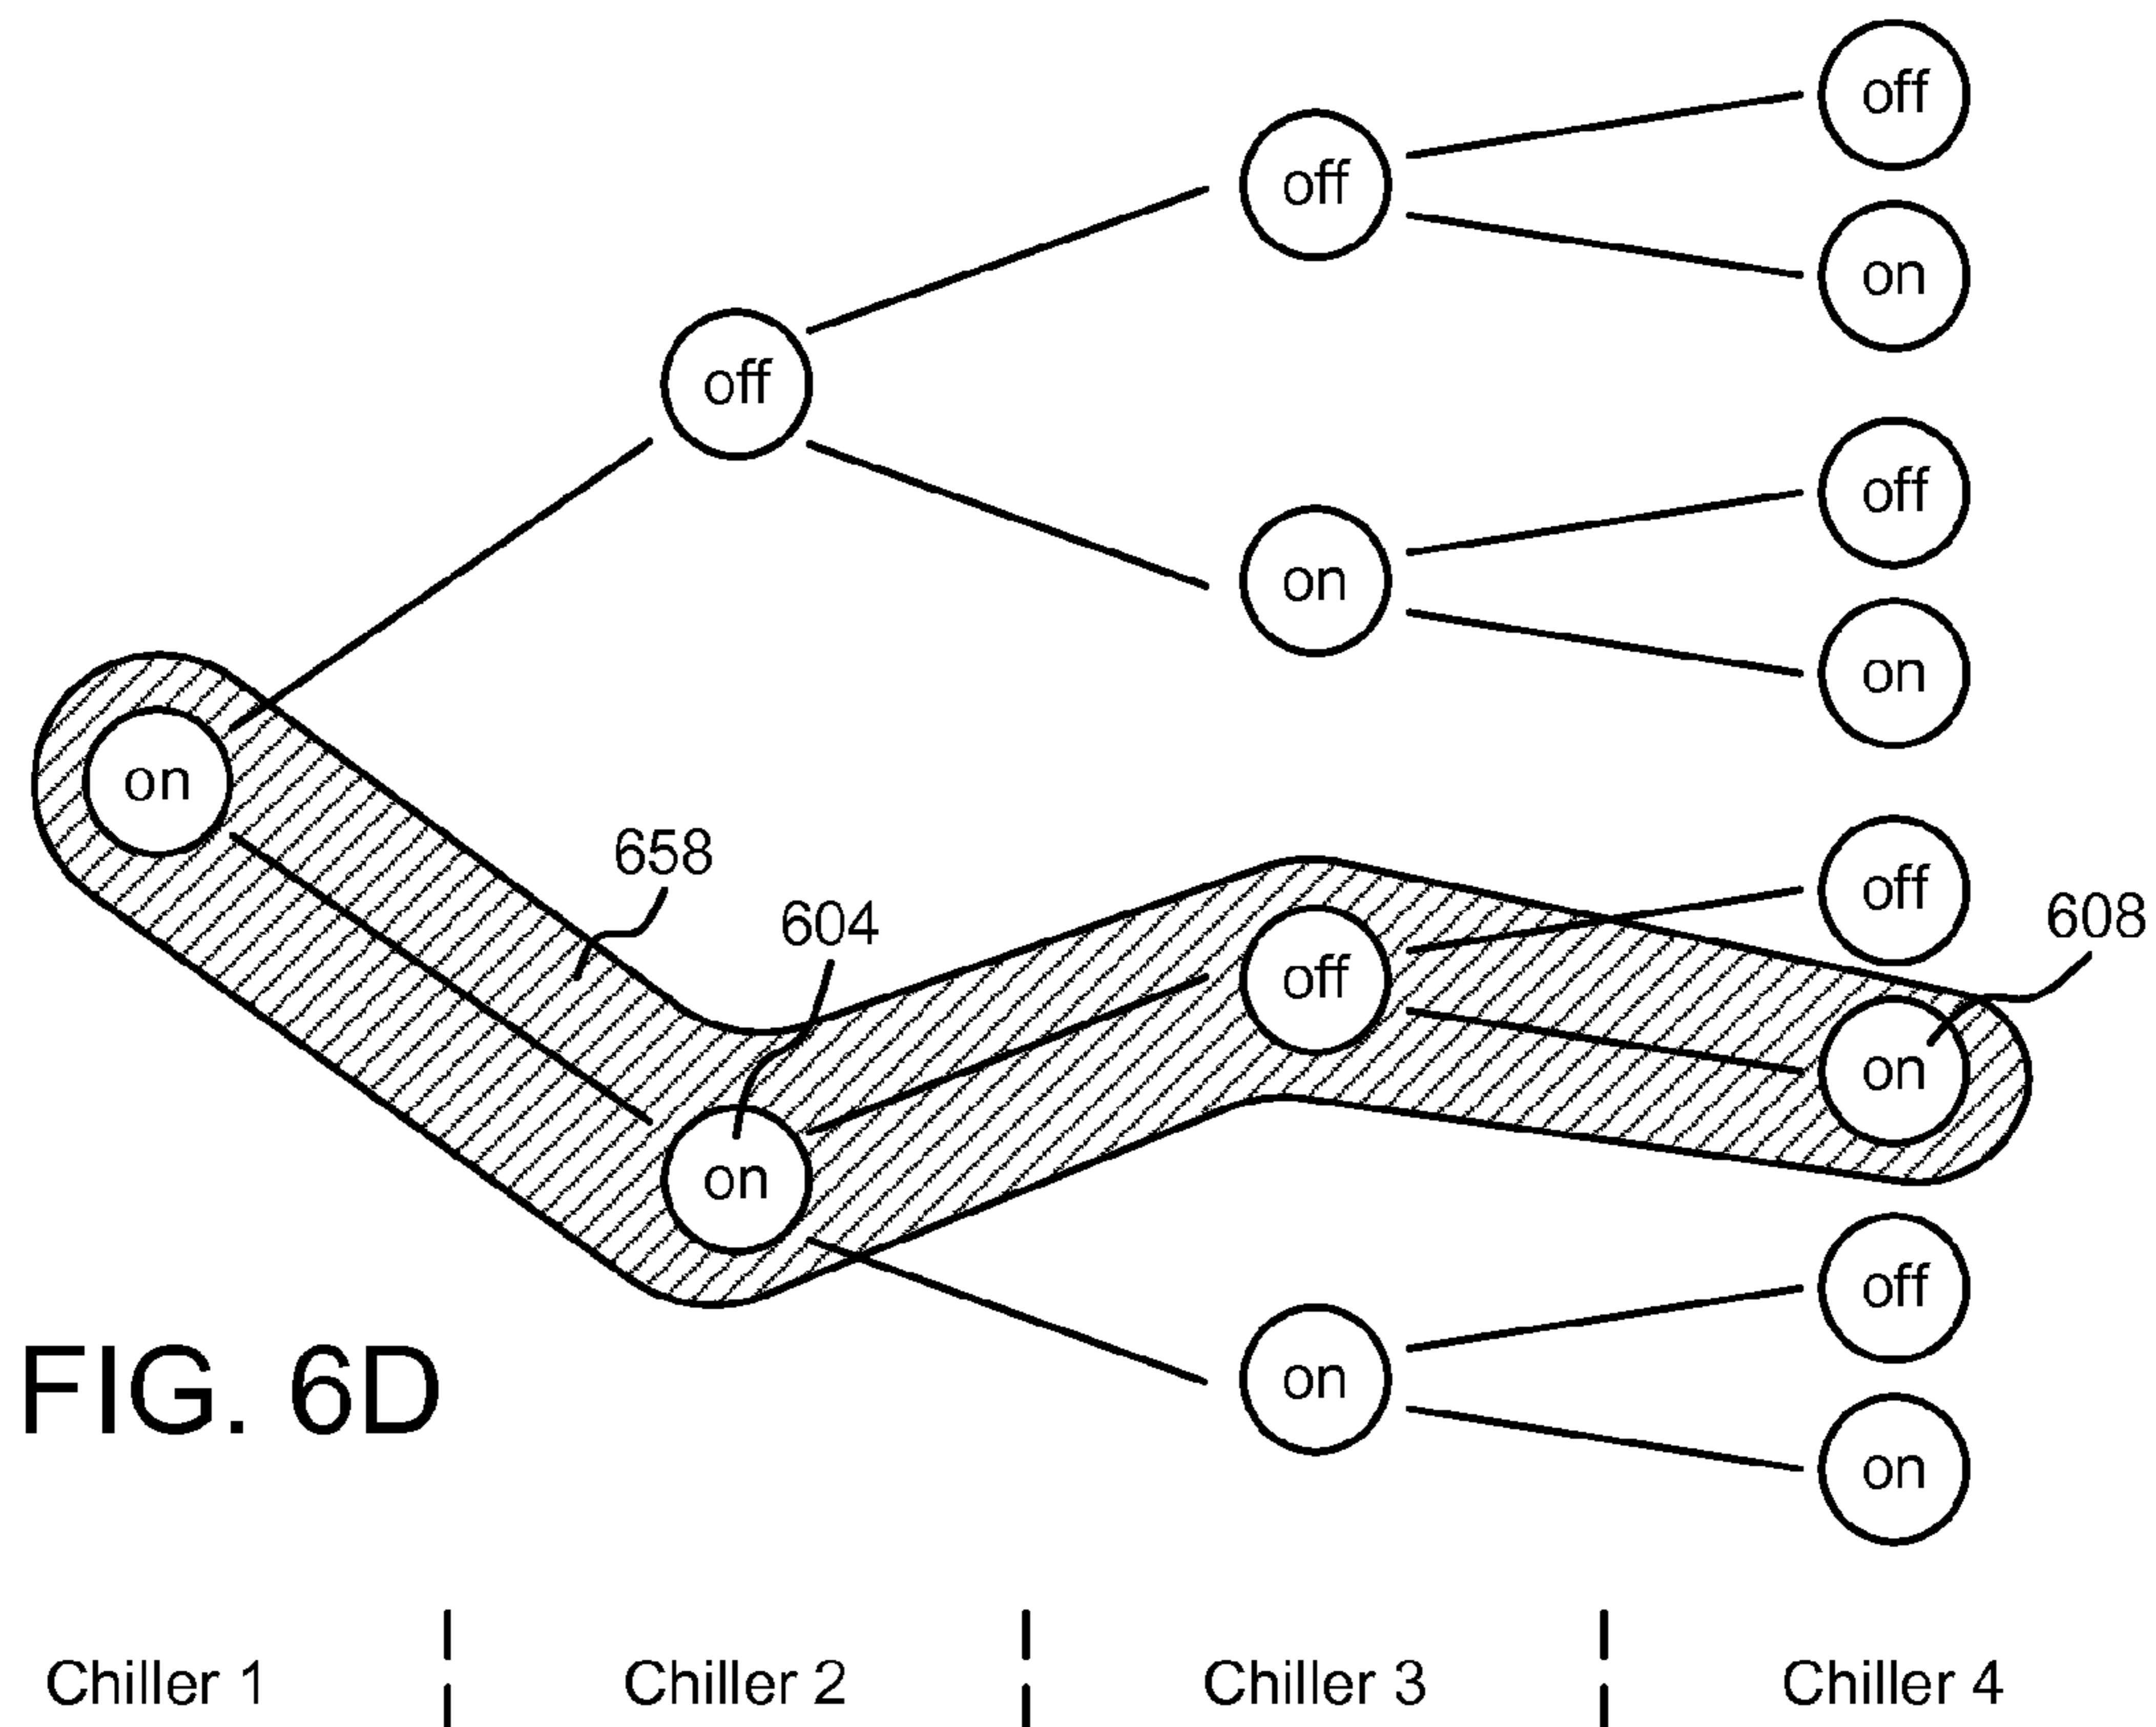 off
off
on
off
off
on
on
on
658
off
604
608
off
on
on
off
FIG. 6D
on
on
Chiller 1
Chiller 2
Chiller 3
Chiller 4